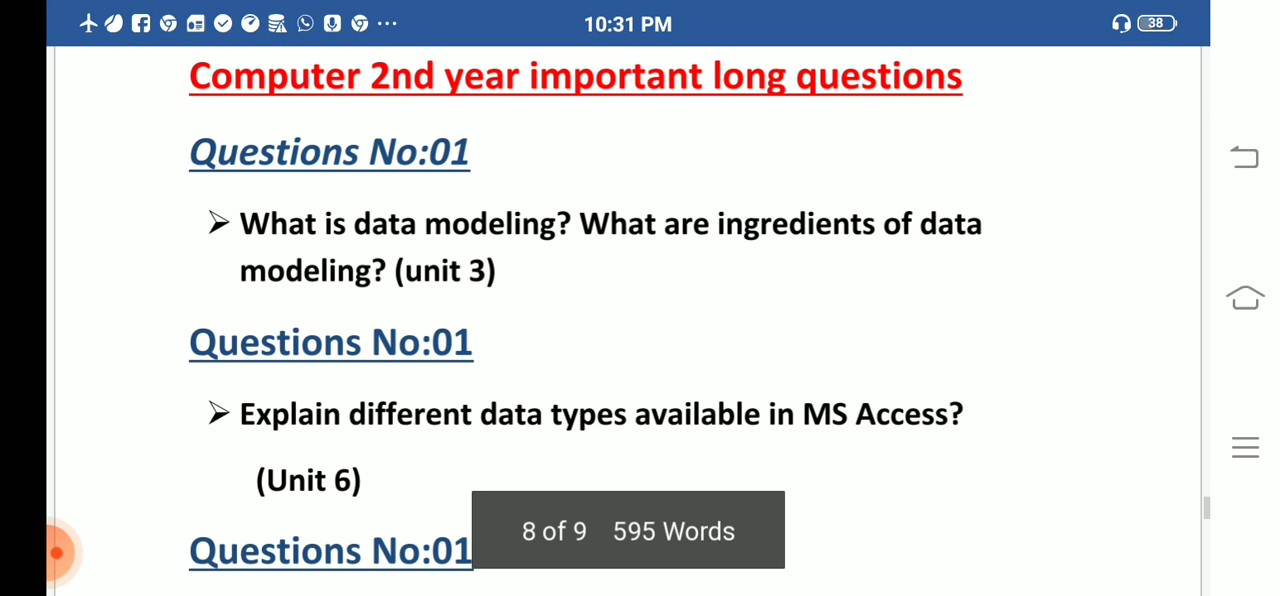 10:31 PM
38
Computer 2nd year important long questions
Questions No:01
➢ What is data modeling? What are ingredients of data
modeling? (unit 3)
Questions No:01
➢ Explain different data types available in MS Access?
(Unit 6)
Questions No:01
8 of 9 595 Words